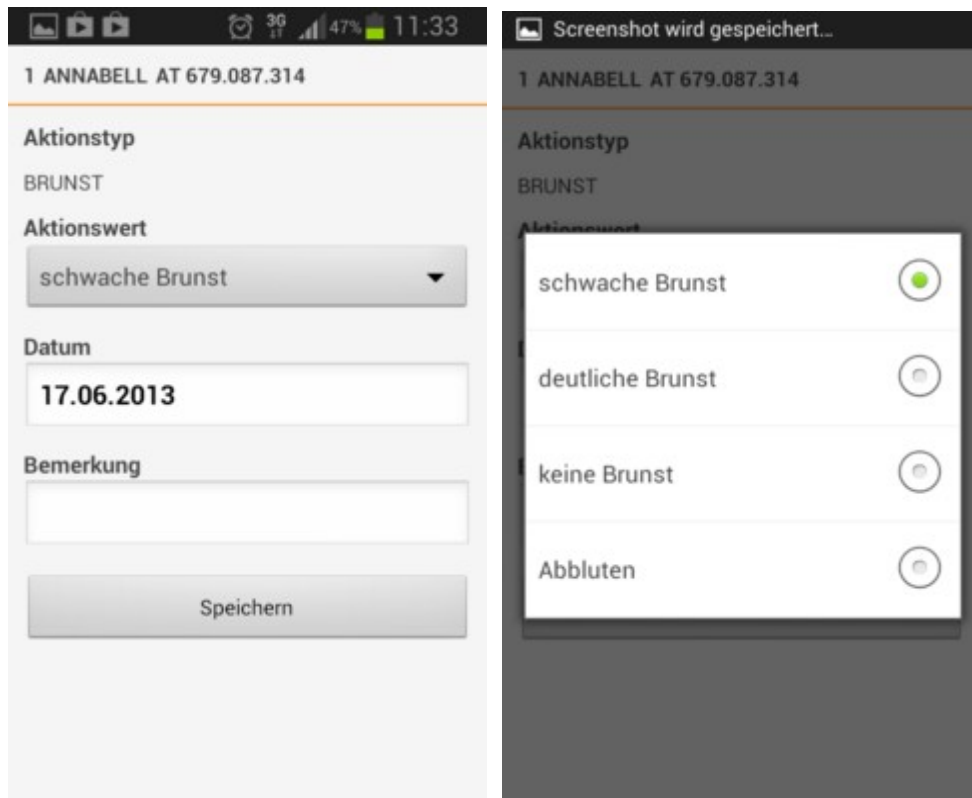 3G 47% 11:33
1 ANNABELL AT 679.087.314
Aktionstyp
BRUNST
Aktionswert
schwache Brunst
Datum
17.06.2013
Bemerkung
Speichern
Screenshot wird gespeichert...
1 ANNABELL AT 679.087.314
Aktionstyp
BRUNST
Aktionswert
schwache Brunst
deutliche Brunst
keine Brunst
Abbluten